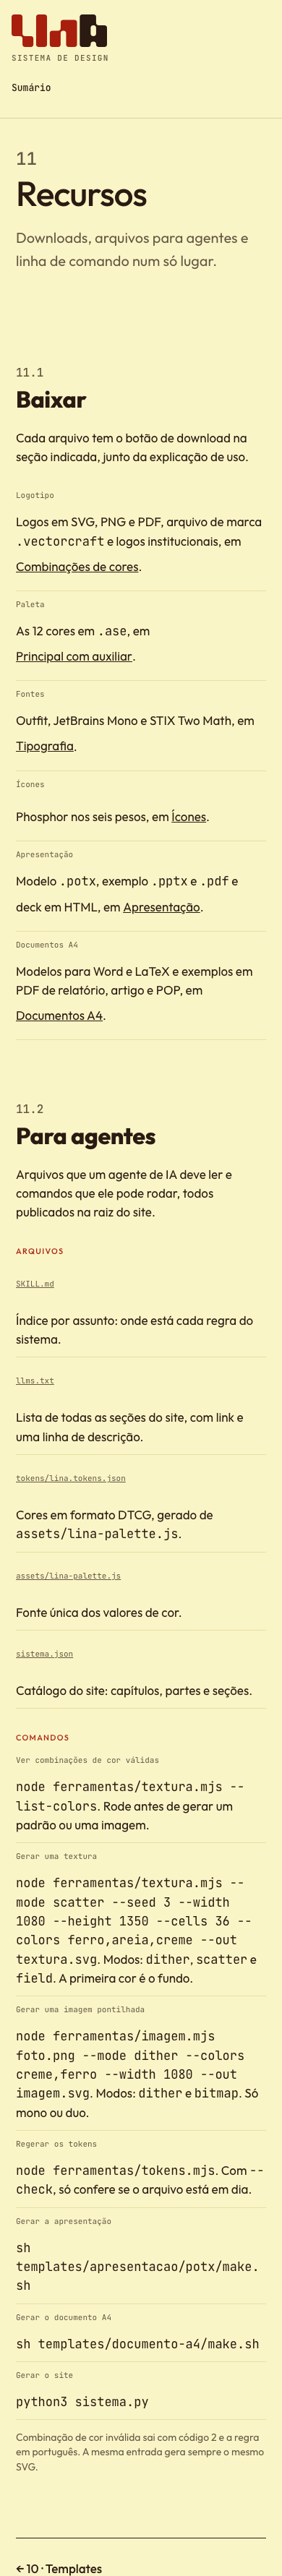 LINA
SISTEMA DE DESIGN
Sumário
11
Recursos
Downloads, arquivos para agentes e
linha de comando num só lugar.
11.1
Baixar
Cada arquivo tem o botão de download na
seção indicada, junto da explicação de uso.
Logotipo
Logos em SVG, PNG e PDF, arquivo de marca
.vectorcraft e logos institucionais, em
Combinações de cores.
Paleta
As 12 cores em .ase, em
Principal com auxiliar.
Fontes
Outfit, JetBrains Mono e STIX Two Math, em
Tipografia.
Ícones
Phosphor nos seis pesos, em Ícones.
Apresentação
Modelo .potx, exemplo .pptx e .pdf e
deck em HTML, em Apresentação.
Documentos A4
Modelos para Word e LaTeX e exemplos em
PDF de relatório, artigo e POP, em
Documentos A4.
11.2
Para agentes
Arquivos que um agente de IA deve ler e
comandos que ele pode rodar, todos
publicados na raiz do site.
ARQUIVOS
SKILL.md
Índice por assunto: onde está cada regra do
sistema.
llms.txt
Lista de todas as seções do site, com link e
uma linha de descrição.
tokens/lina.tokens.json
Cores em formato DTCG, gerado de
assets/lina-palette.js.
assets/lina-palette.js
Fonte única dos valores de cor.
sistema.json
Catálogo do site: capítulos, partes e seções.
COMANDOS
Ver combinações de cor válidas
node ferramentas/textura.mjs --
list-colors. Rode antes de gerar um
padrão ou uma imagem.
Gerar uma textura
node ferramentas/textura.mjs --
mode scatter --seed 3 --width
1080 --height 1350 --cells 36 --
colors ferro,areia,creme --out
textura.svg. Modos: dither, scatter e
field. A primeira cor é o fundo.
Gerar uma imagem pontilhada
node ferramentas/imagem.mjs
foto.png --mode dither --colors
creme,ferro --width 1080 --out
imagem.svg. Modos: dither e bitmap. Só
mono ou duo.
Regerar os tokens
node ferramentas/tokens.mjs. Com --
check, só confere se o arquivo está em dia.
Gerar a apresentação
sh
templates/apresentacao/potx/make.
sh
Gerar o documento A4
sh templates/documento-a4/make.sh
Gerar o site
python3 sistema.py
Combinação de cor inválida sai com código 2 e a regra
em português. A mesma entrada gera sempre o mesmo
SVG.
← 10 · Templates